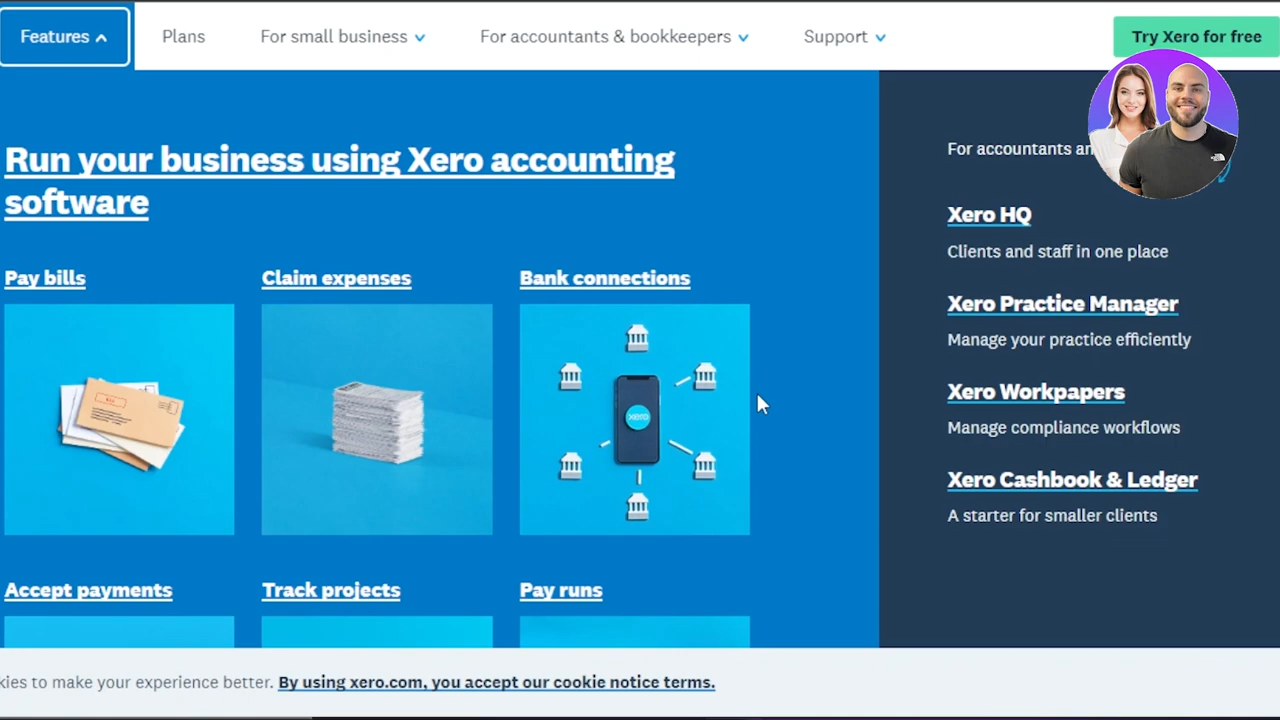 Features
Plans
For small business
For accountants & bookkeepers
Support
Try Xero for free
Run your business using Xero accounting
software
Pay bills
Claim expenses
Bank connections
xero
Accept payments
Track projects
Pay runs
For accountants
Xero HQ
Clients and staff in one place
Xero Practice Manager
Manage your practice efficiently
Xero Workpapers
Manage compliance workflows
Xero Cashbook & Ledger
A starter for smaller clients
to make your experience better. By using xero.com, you accept our cookie notice terms.